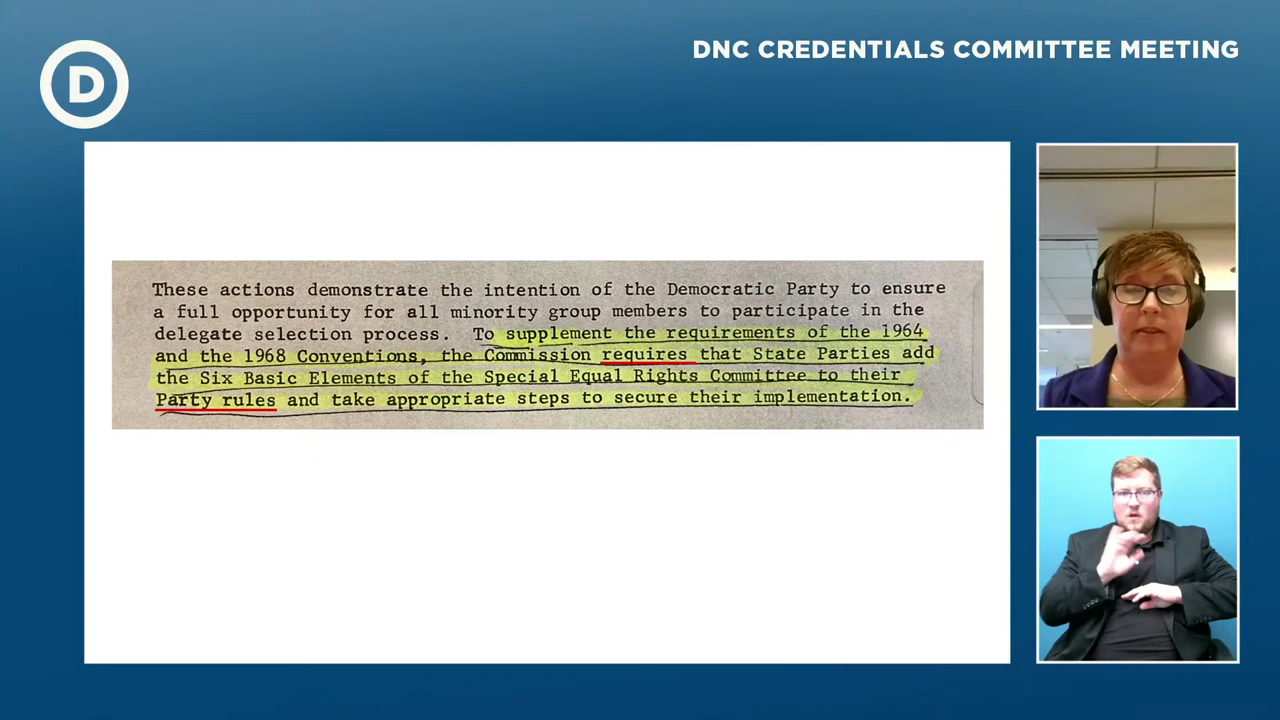 D
DNC CREDENTIALS COMMITTEE MEETING
These actions demonstrate the intention of the Democratic Party to ensure
a full opportunity for all minority group members to participate in the
delegate selection process. To supplement the requirements of the 1964
and the 1968 Conventions, the Commission requires that State Parties add
the Six Basic Elements of the Special Equal Rights Committee to their
Party rules and take appropriate steps to secure their implementation.